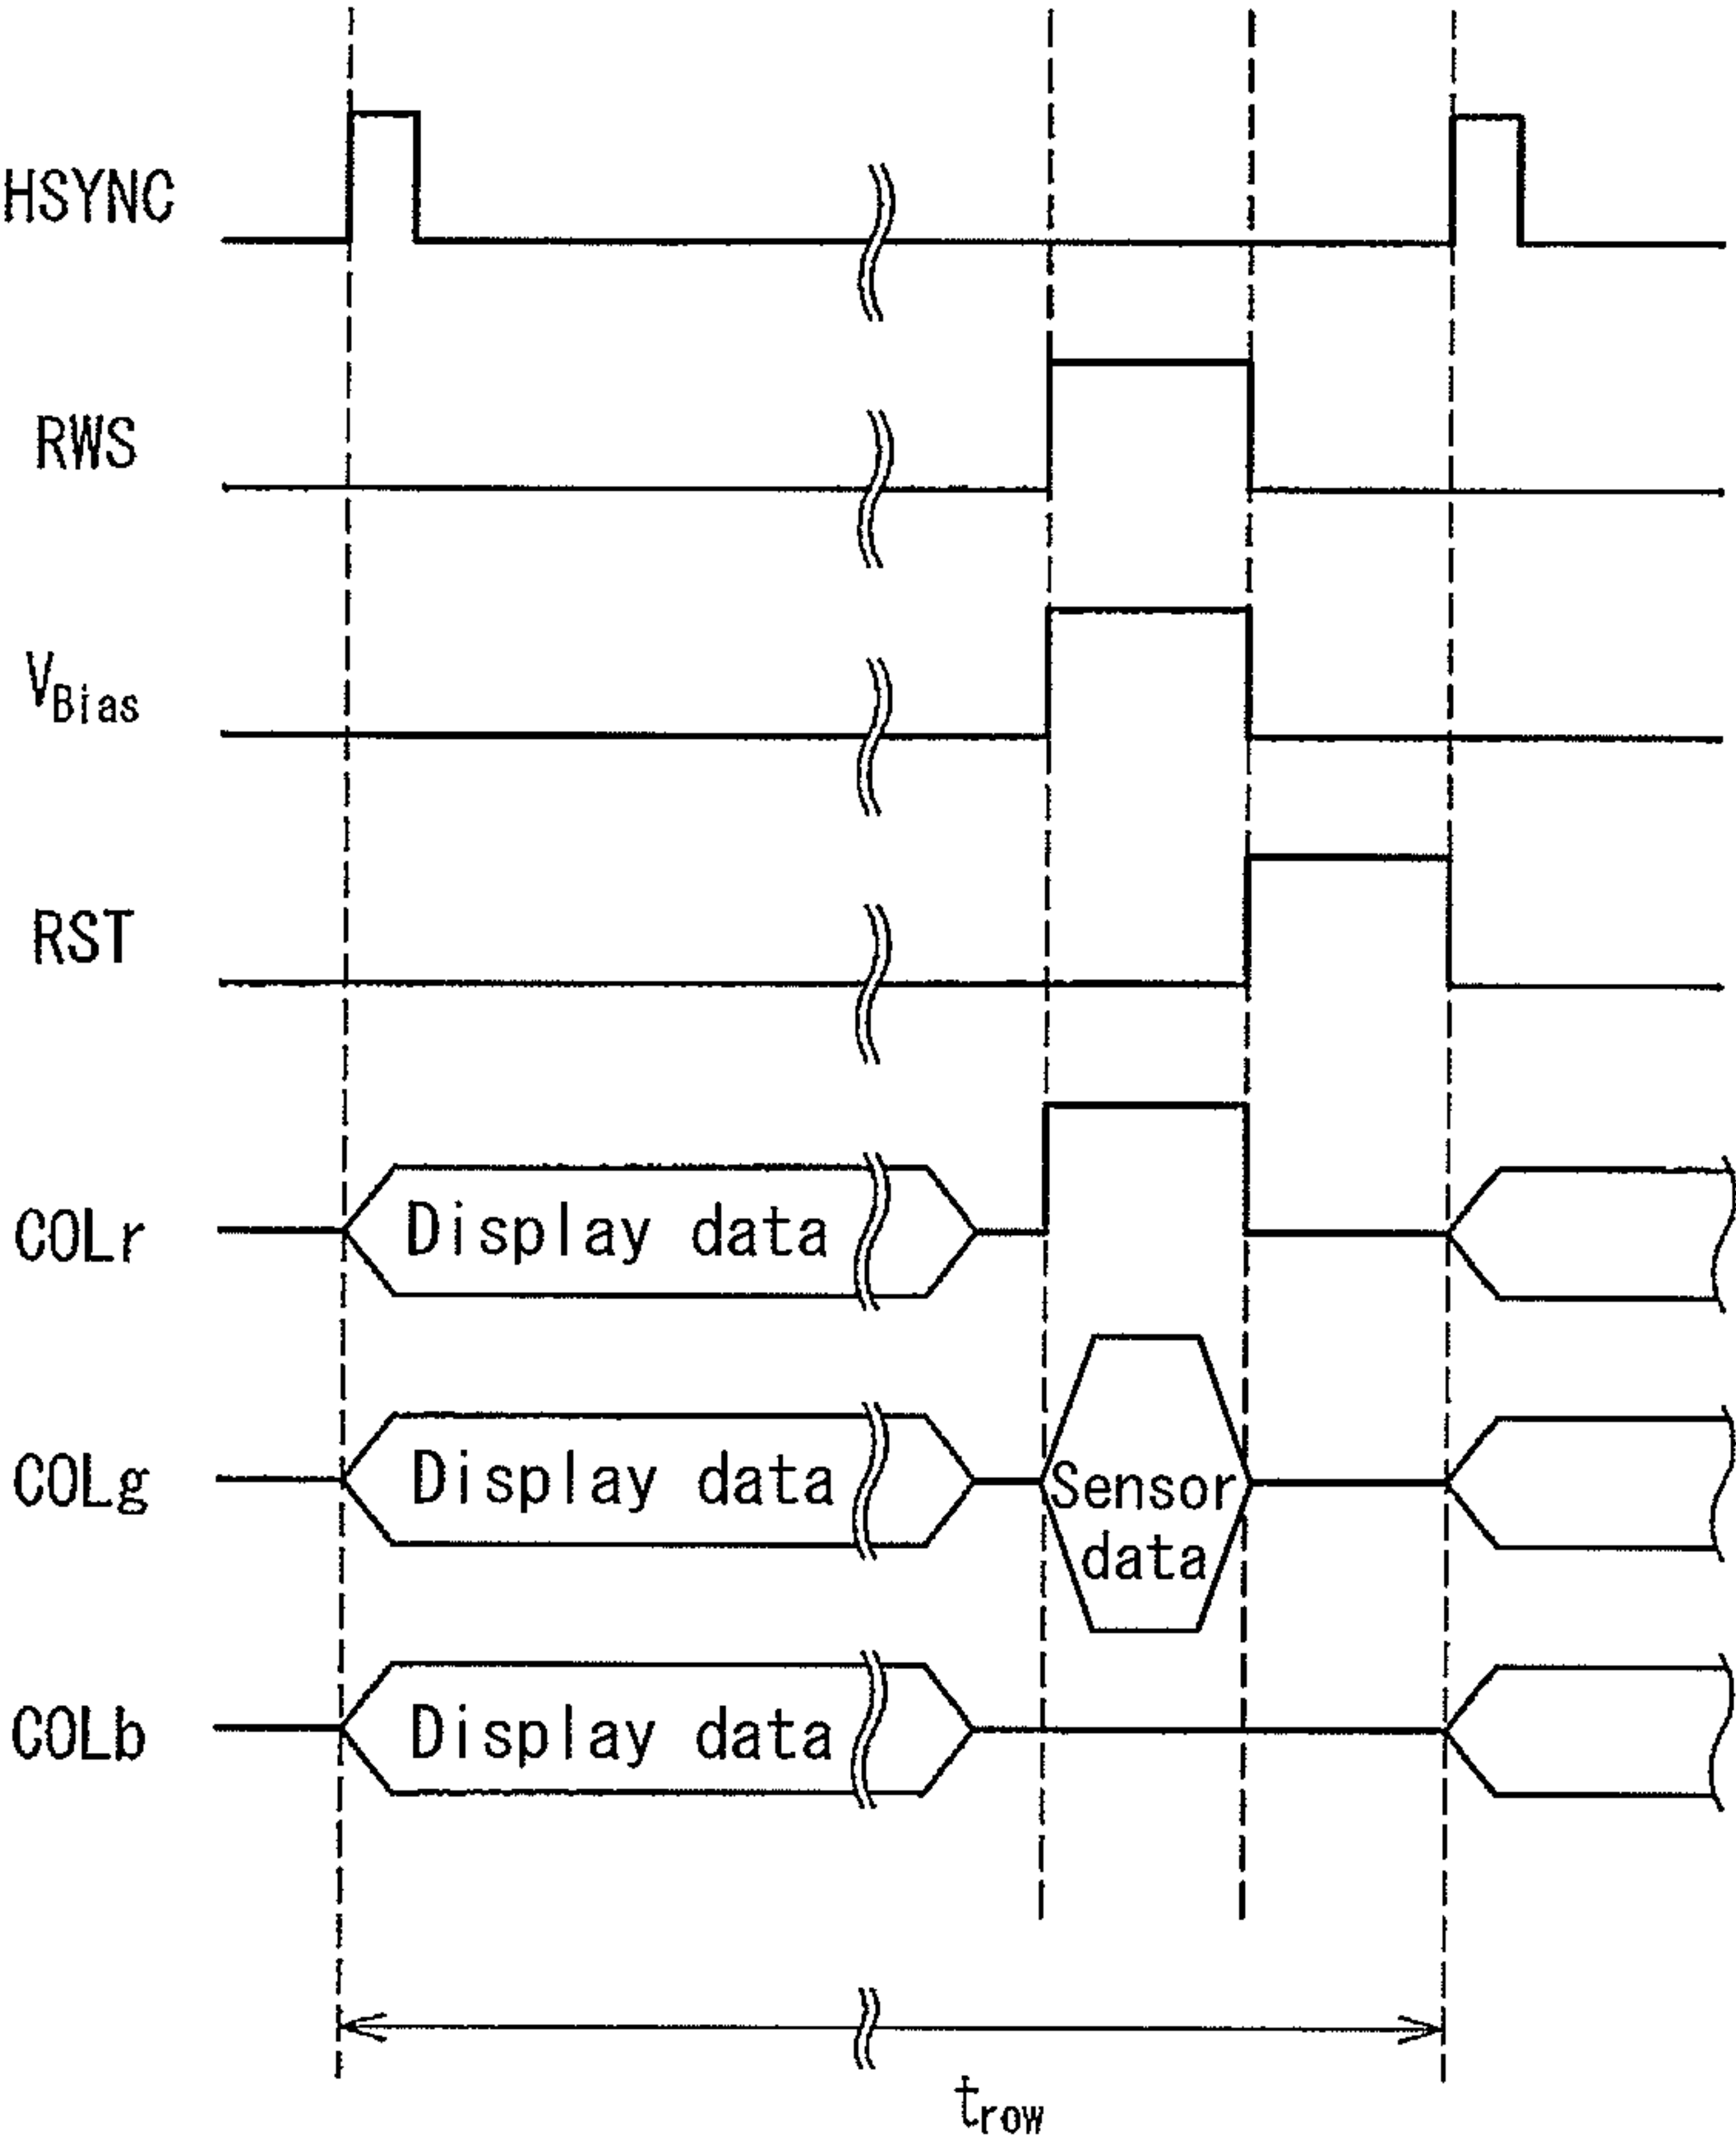 HSYNC
RWS
VBias
RST
COLr
Display data
COLg
Display data
Sensor
data
COLb
Display data
trow